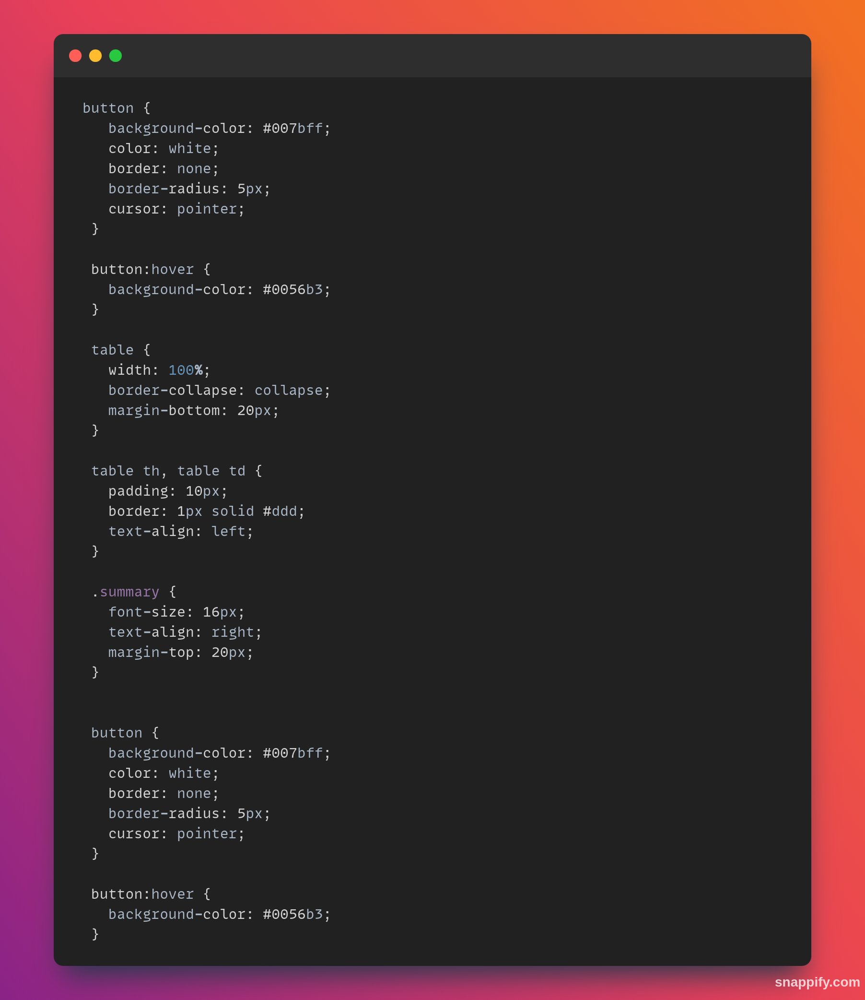 button {
   background-color: #007bff;
   color: white;
   border: none;
   border-radius: 5px;
   cursor: pointer;
 }

 button:hover {
   background-color: #0056b3;
 }

 table {
   width: 100%;
   border-collapse: collapse;
   margin-bottom: 20px;
 }

 table th, table td {
   padding: 10px;
   border: 1px solid #ddd;
   text-align: left;
 }

 .summary {
   font-size: 16px;
   text-align: right;
   margin-top: 20px;
 }


 button {
   background-color: #007bff;
   color: white;
   border: none;
   border-radius: 5px;
   cursor: pointer;
 }

 button:hover {
   background-color: #0056b3;
 }
snappify.com